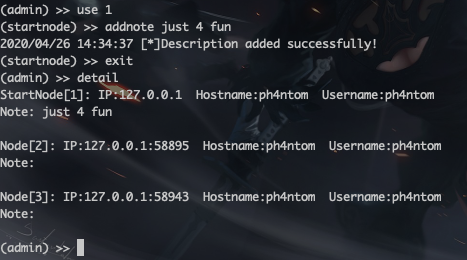 (admin) >> use 1
(startnode) >> addnote just 4 fun
2020/04/26 14:34:37 [*]Description added successfully!
(startnode) >> exit
(admin) >> detail
StartNode[1]: IP:127.0.0.1  Hostname:ph4ntom  Username:ph4ntom
Note: just 4 fun
Node[2]: IP:127.0.0.1:58895  Hostname:ph4ntom  Username:ph4ntom
Note:
Node[3]: IP:127.0.0.1:58943  Hostname:ph4ntom  Username:ph4ntom
Note:
(admin) >>